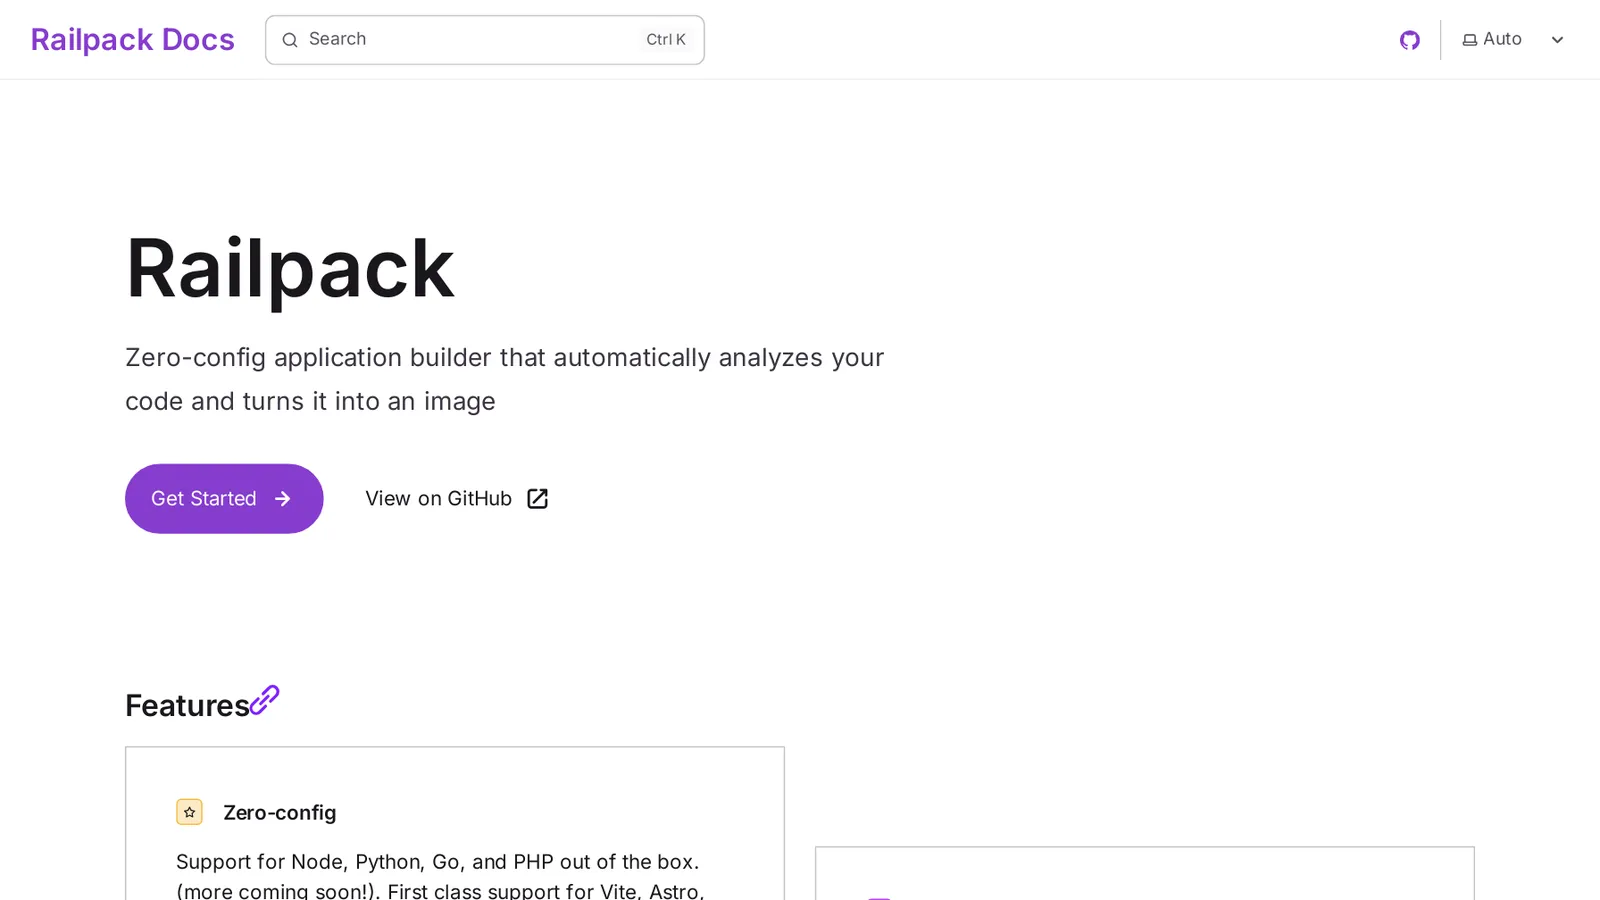 Railpack Docs
Search
Ctrl K
Auto
Railpack
Zero-config application builder that automatically analyzes your
code and turns it into an image
Get Started
View on GitHub
Features
Zero-config
Support for Node, Python, Go, and PHP out of the box.
(more coming soon!). First class support for Vite, Astro,